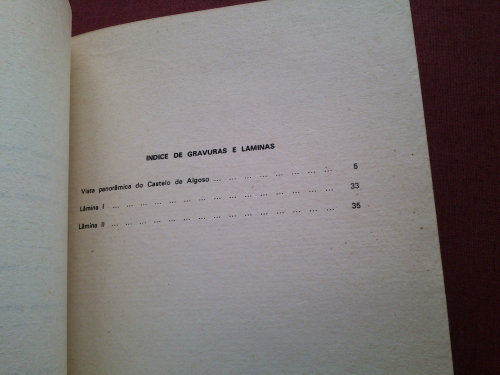 INDICE DE GRAVURAS E LAMINAS
Vista panorâmica do Castelo de Algoso ... ... ... ... ... ... ... ... 5
Lâmina I ... ... ... ... ... ... ... ... ... ... ... ... ... ... ... 33
Lâmina II ... ... ... ... ... ... ... ... ... ... ... ... ... ... ... 35